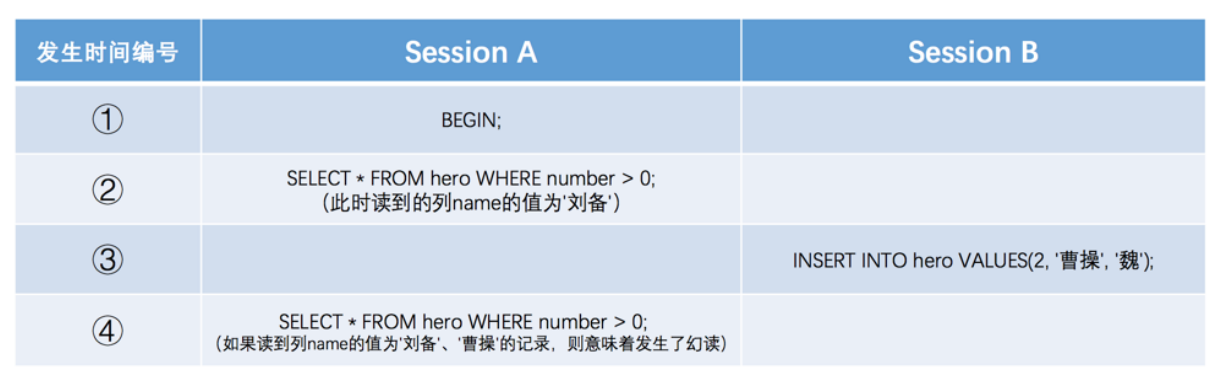 发生时间编号 Session A Session B
① BEGIN;
② SELECT * FROM hero WHERE number > 0;
(此时读到的列name的值为'刘备')
③ INSERT INTO hero VALUES(2, '曹操', '魏');
④ SELECT * FROM hero WHERE number > 0;
(如果读到列name的值为'刘备'、'曹操'的记录，则意味着发生了幻读)